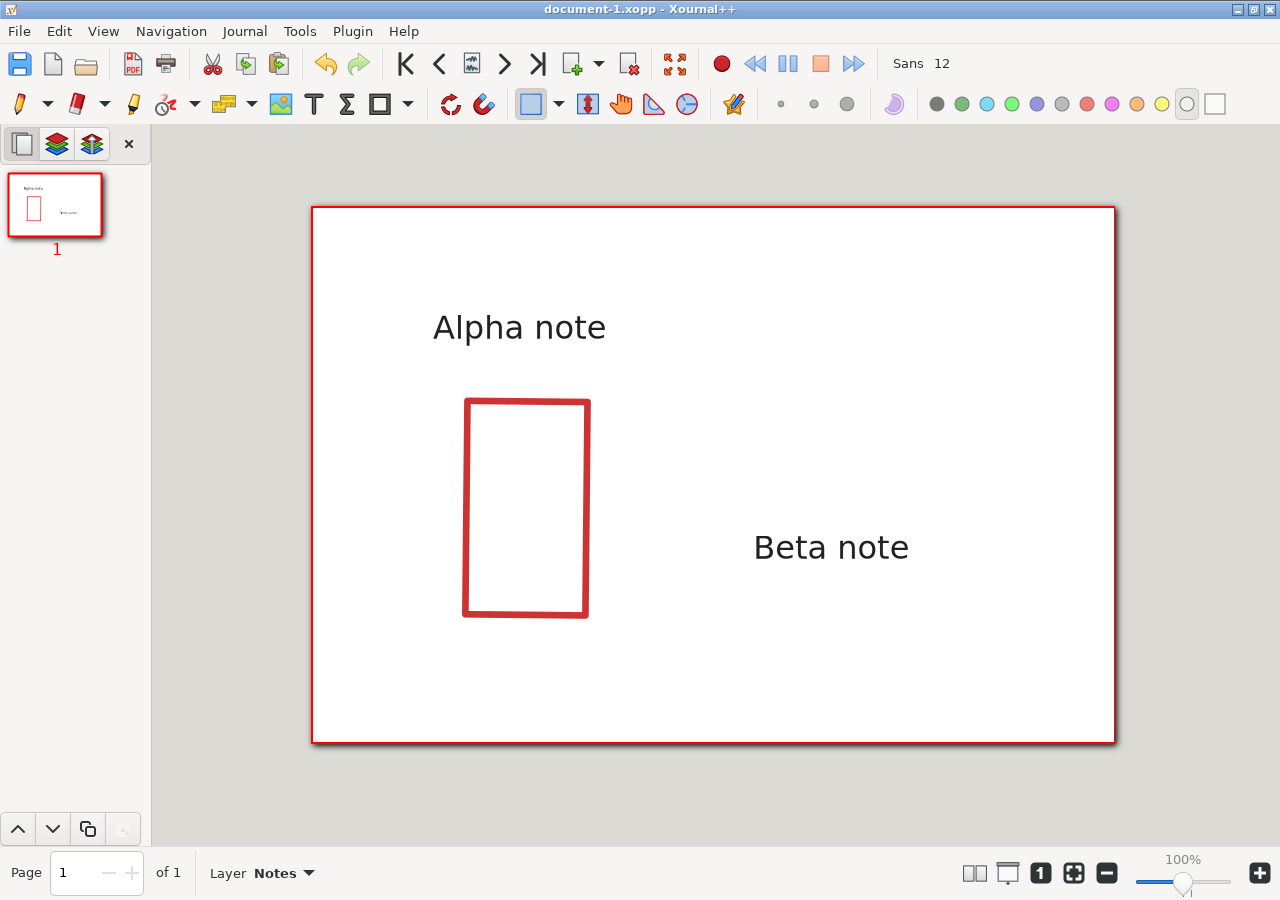 document-1.xopp - Xournal++
File Edit View Navigation Journal Tools Plugin Help
Sans 12
Alpha note
Beta note
1
Page 1 of 1 Layer Notes
100%